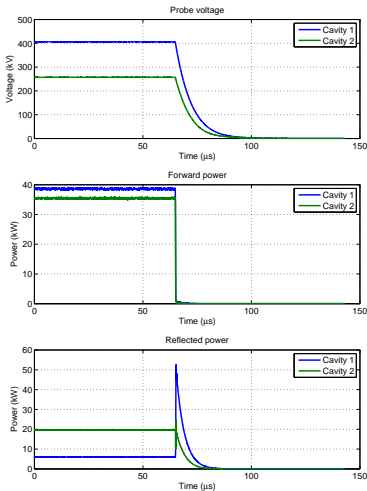 Probe voltage
500
400
300
200
100
0
Voltage (kV)
Cavity 1
Cavity 2
0 50 100 150
Time (μs)
Forward power
40
30
20
10
0
Power (kW)
Cavity 1
Cavity 2
0 50 100 150
Time (μs)
Reflected power
60
50
40
30
20
10
0
Power (kW)
Cavity 1
Cavity 2
0 50 100 150
Time (μs)